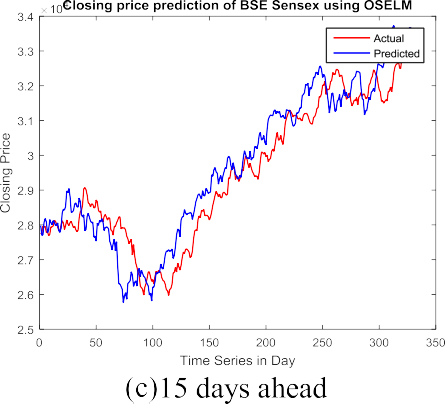 Closing price prediction of BSE Sensex using OSELM
3.4
3.3
3.2
3.1
3
2.9
2.8
2.7
2.6
2.5
Closing Price
Actual
Predicted
0 50 100 150 200 250 300 350
Time Series in Day
(c)15 days ahead